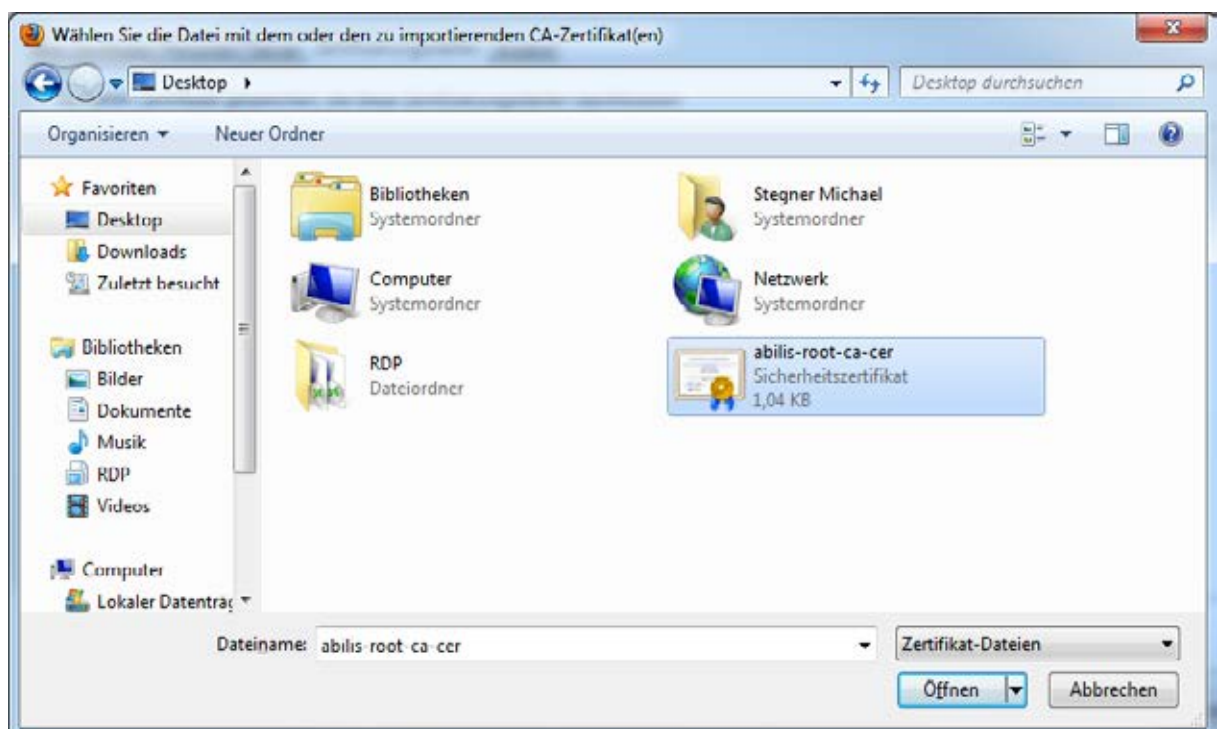 Wählen Sie die Datei mit dem oder den zu importierenden CA-Zertifikat(en)
Desktop
Desktop durchsuchen
Organisieren
Neuer Ordner
Favoriten
Desktop
Downloads
Zuletzt besucht
Bibliotheken
Bilder
Dokumente
Musik
RDP
Videos
Computer
Lokaler Datenträg
Bibliotheken
Systemordner
Stegner Michael
Systemordner
Computer
Systemordner
Netzwerk
Systemordner
RDP
Dateiordner
abilis-root-ca-cer
Sicherheitszertifikat
1,04 KB
Dateiname:
abilis-root-ca-cer
Zertifikat-Dateien
Öffnen
Abbrechen